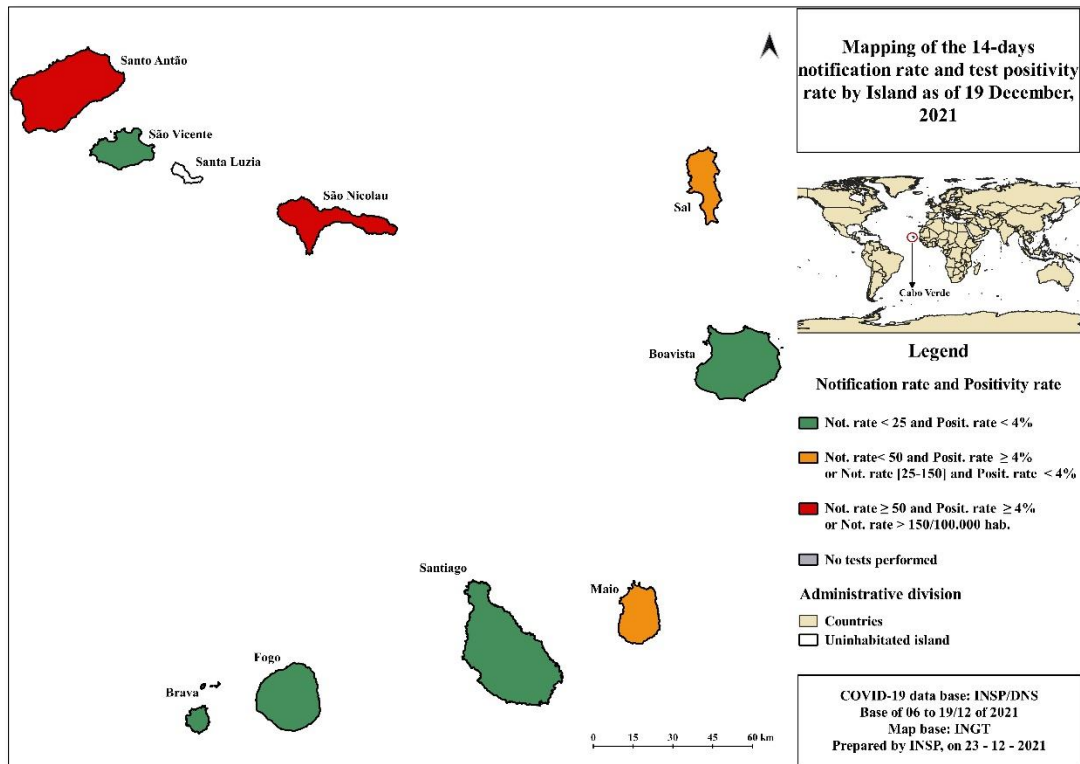 Mapping of the 14-days
notification rate and test positivity
rate by Island as of 19 December,
2021
Santo Antão
São Vicente
Santa Luzia
São Nicolau
Sal
Boavista
Santiago
Maio
Fogo
Brava
0 15 30 60 km
Cabo Verde
Legend
Notification rate and Positivity rate
Not. rate < 25 and Posit. rate < 4%
Not. rate< 50 and Posit. rate ≥ 4%
or Not. rate [25-150] and Posit. rate < 4%
Not. rate ≥ 50 and Posit. rate ≥ 4%
or Not. rate > 150/100.000 hab.
No tests performed
Administrative division
Countries
Uninhabitated island
COVID-19 data base: INSP/DNS
Base of 06 to 19/12 of 2021
Map base: INGT
Prepared by INSP, on 23 - 12 - 2021